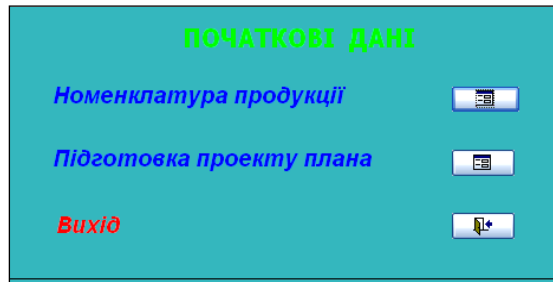 ПОЧАТКОВІ ДАНІ
Номенклатура продукції
Підготовка проекту плана
Вихід